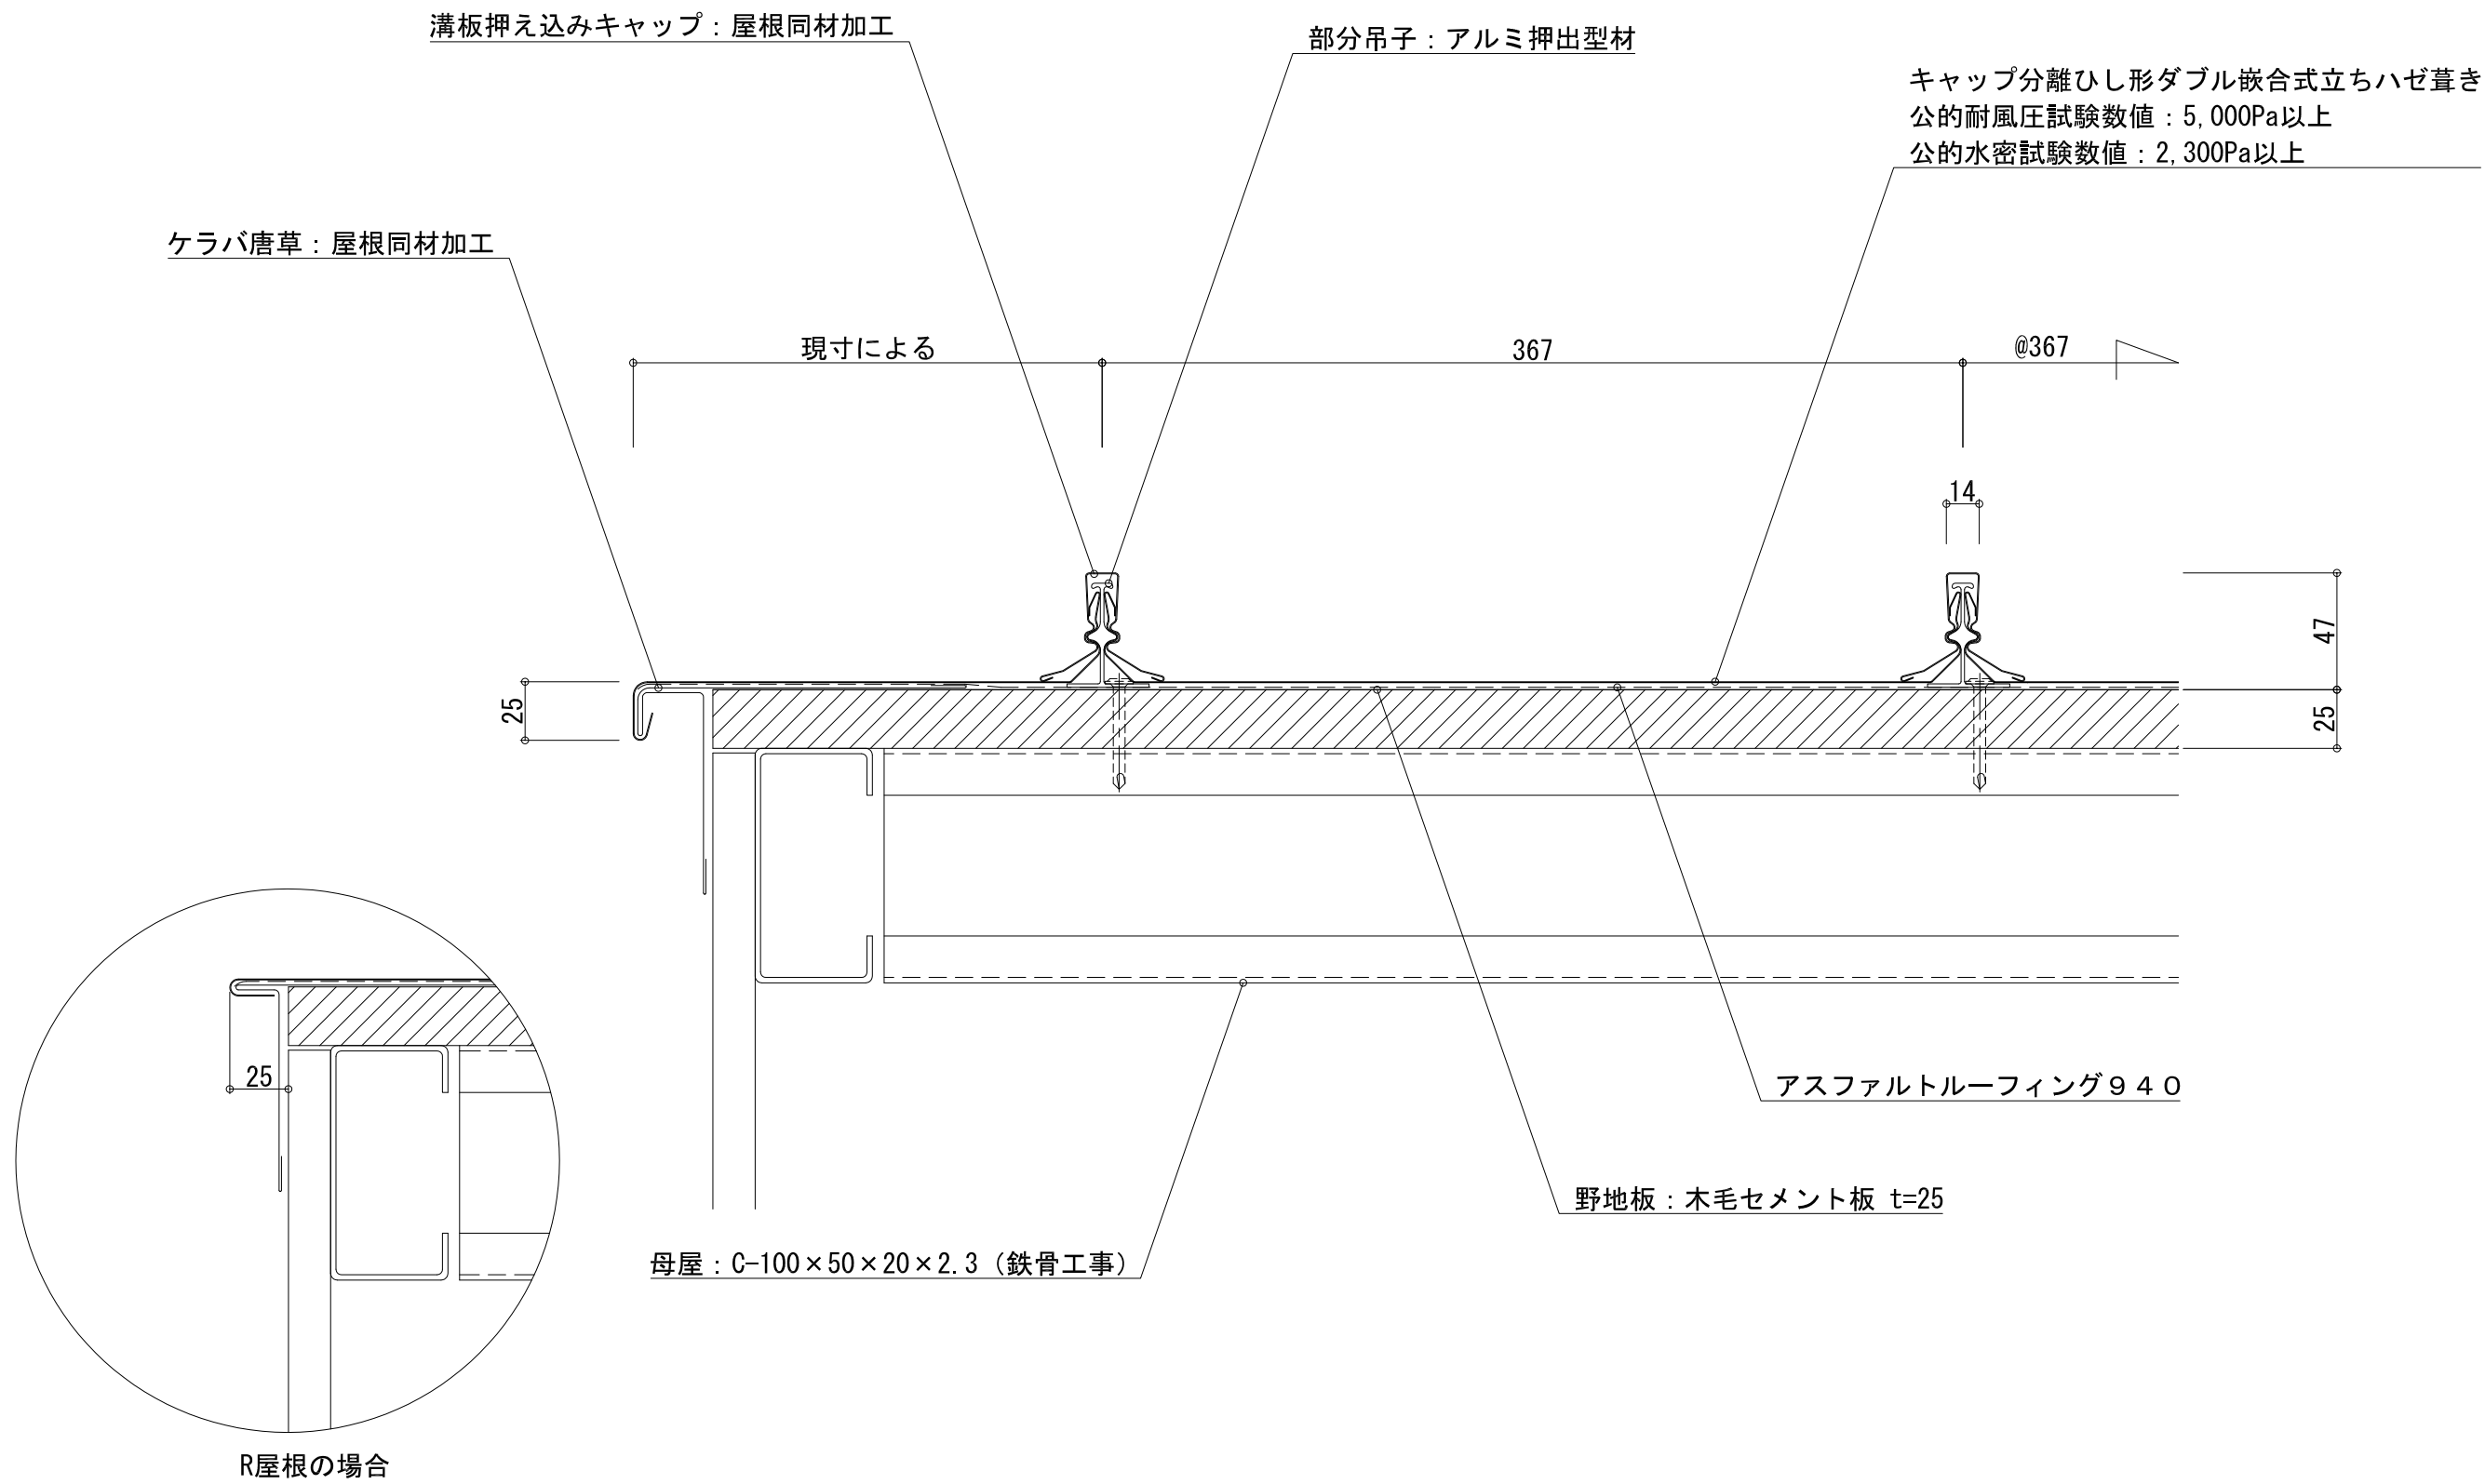 溝板押え込みキャップ：屋根同材加工
部分吊子：アルミ押出型材
キャップ分離ひし形ダブル嵌合式立ちハゼ葺き
公的耐風圧試験数値：5,000Pa以上
公的水密試験数値：2,300Pa以上
ケラバ唐草：屋根同材加工
現寸による
367
@367
14
47
25
25
25
アスファルトルーフィング９４０
野地板：木毛セメント板 t=25
母屋：C-100×50×20×2.3（鉄骨工事）
R屋根の場合